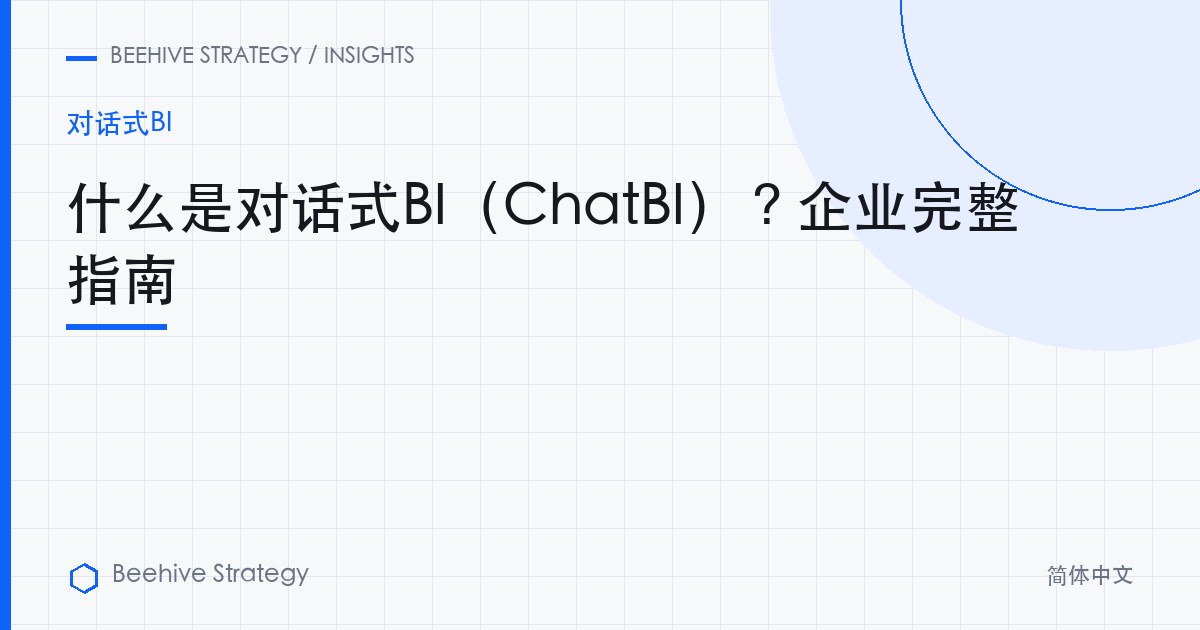 BEEHIVE STRATEGY / INSIGHTS
对话式BI
什么是对话式BI（ChatBI）？企业完整
指南
Beehive Strategy
简体中文